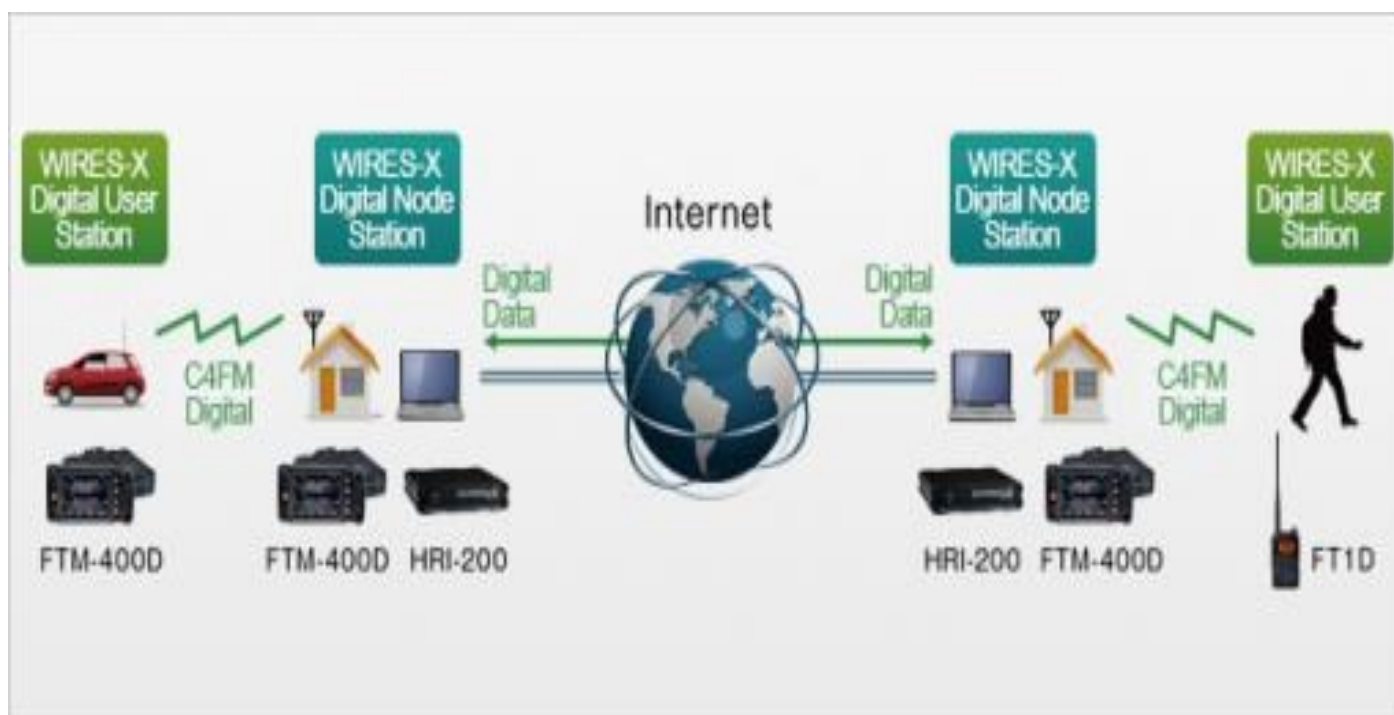 WIRES-X
Digital User
Station
WIRES-X
Digital Node
Station
Internet
WIRES-X
Digital Node
Station
WIRES-X
Digital User
Station
Digital
Data
Digital
Data
C4FM
Digital
C4FM
Digital
FTM-400D
FTM-400D
HRI-200
HRI-200
FTM-400D
FT1D